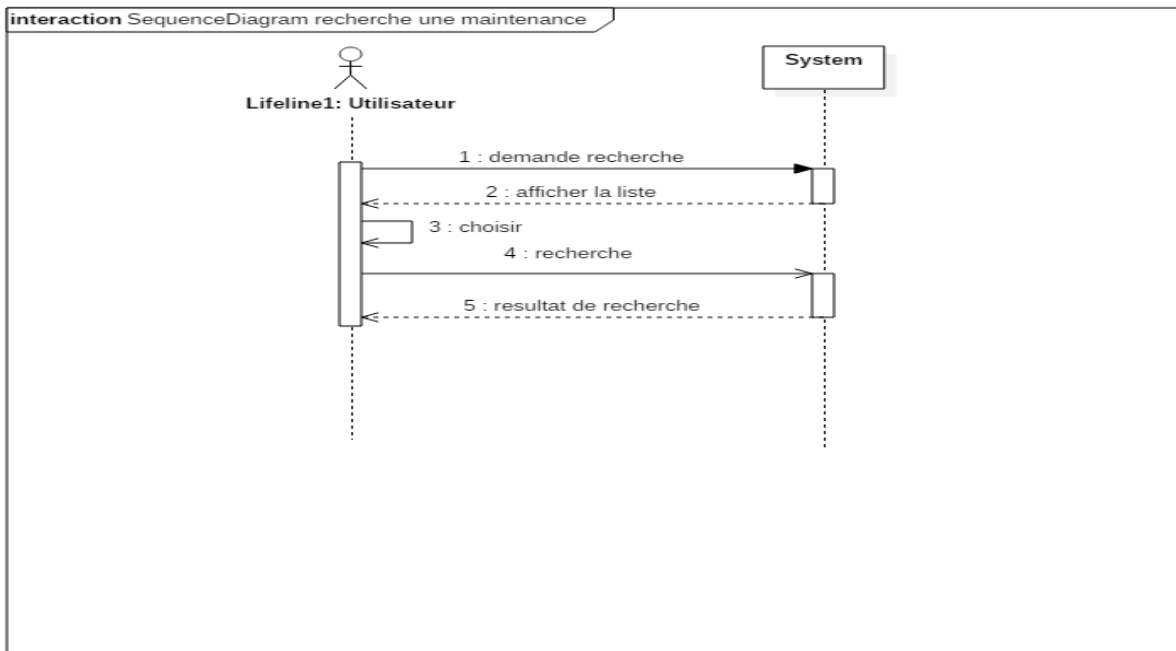 interaction SequenceDiagram recherche une maintenance
System
Lifeline1: Utilisateur
1 : demande recherche
2 : afficher la liste
3 : choisir
4 : recherche
5 : resultat de recherche